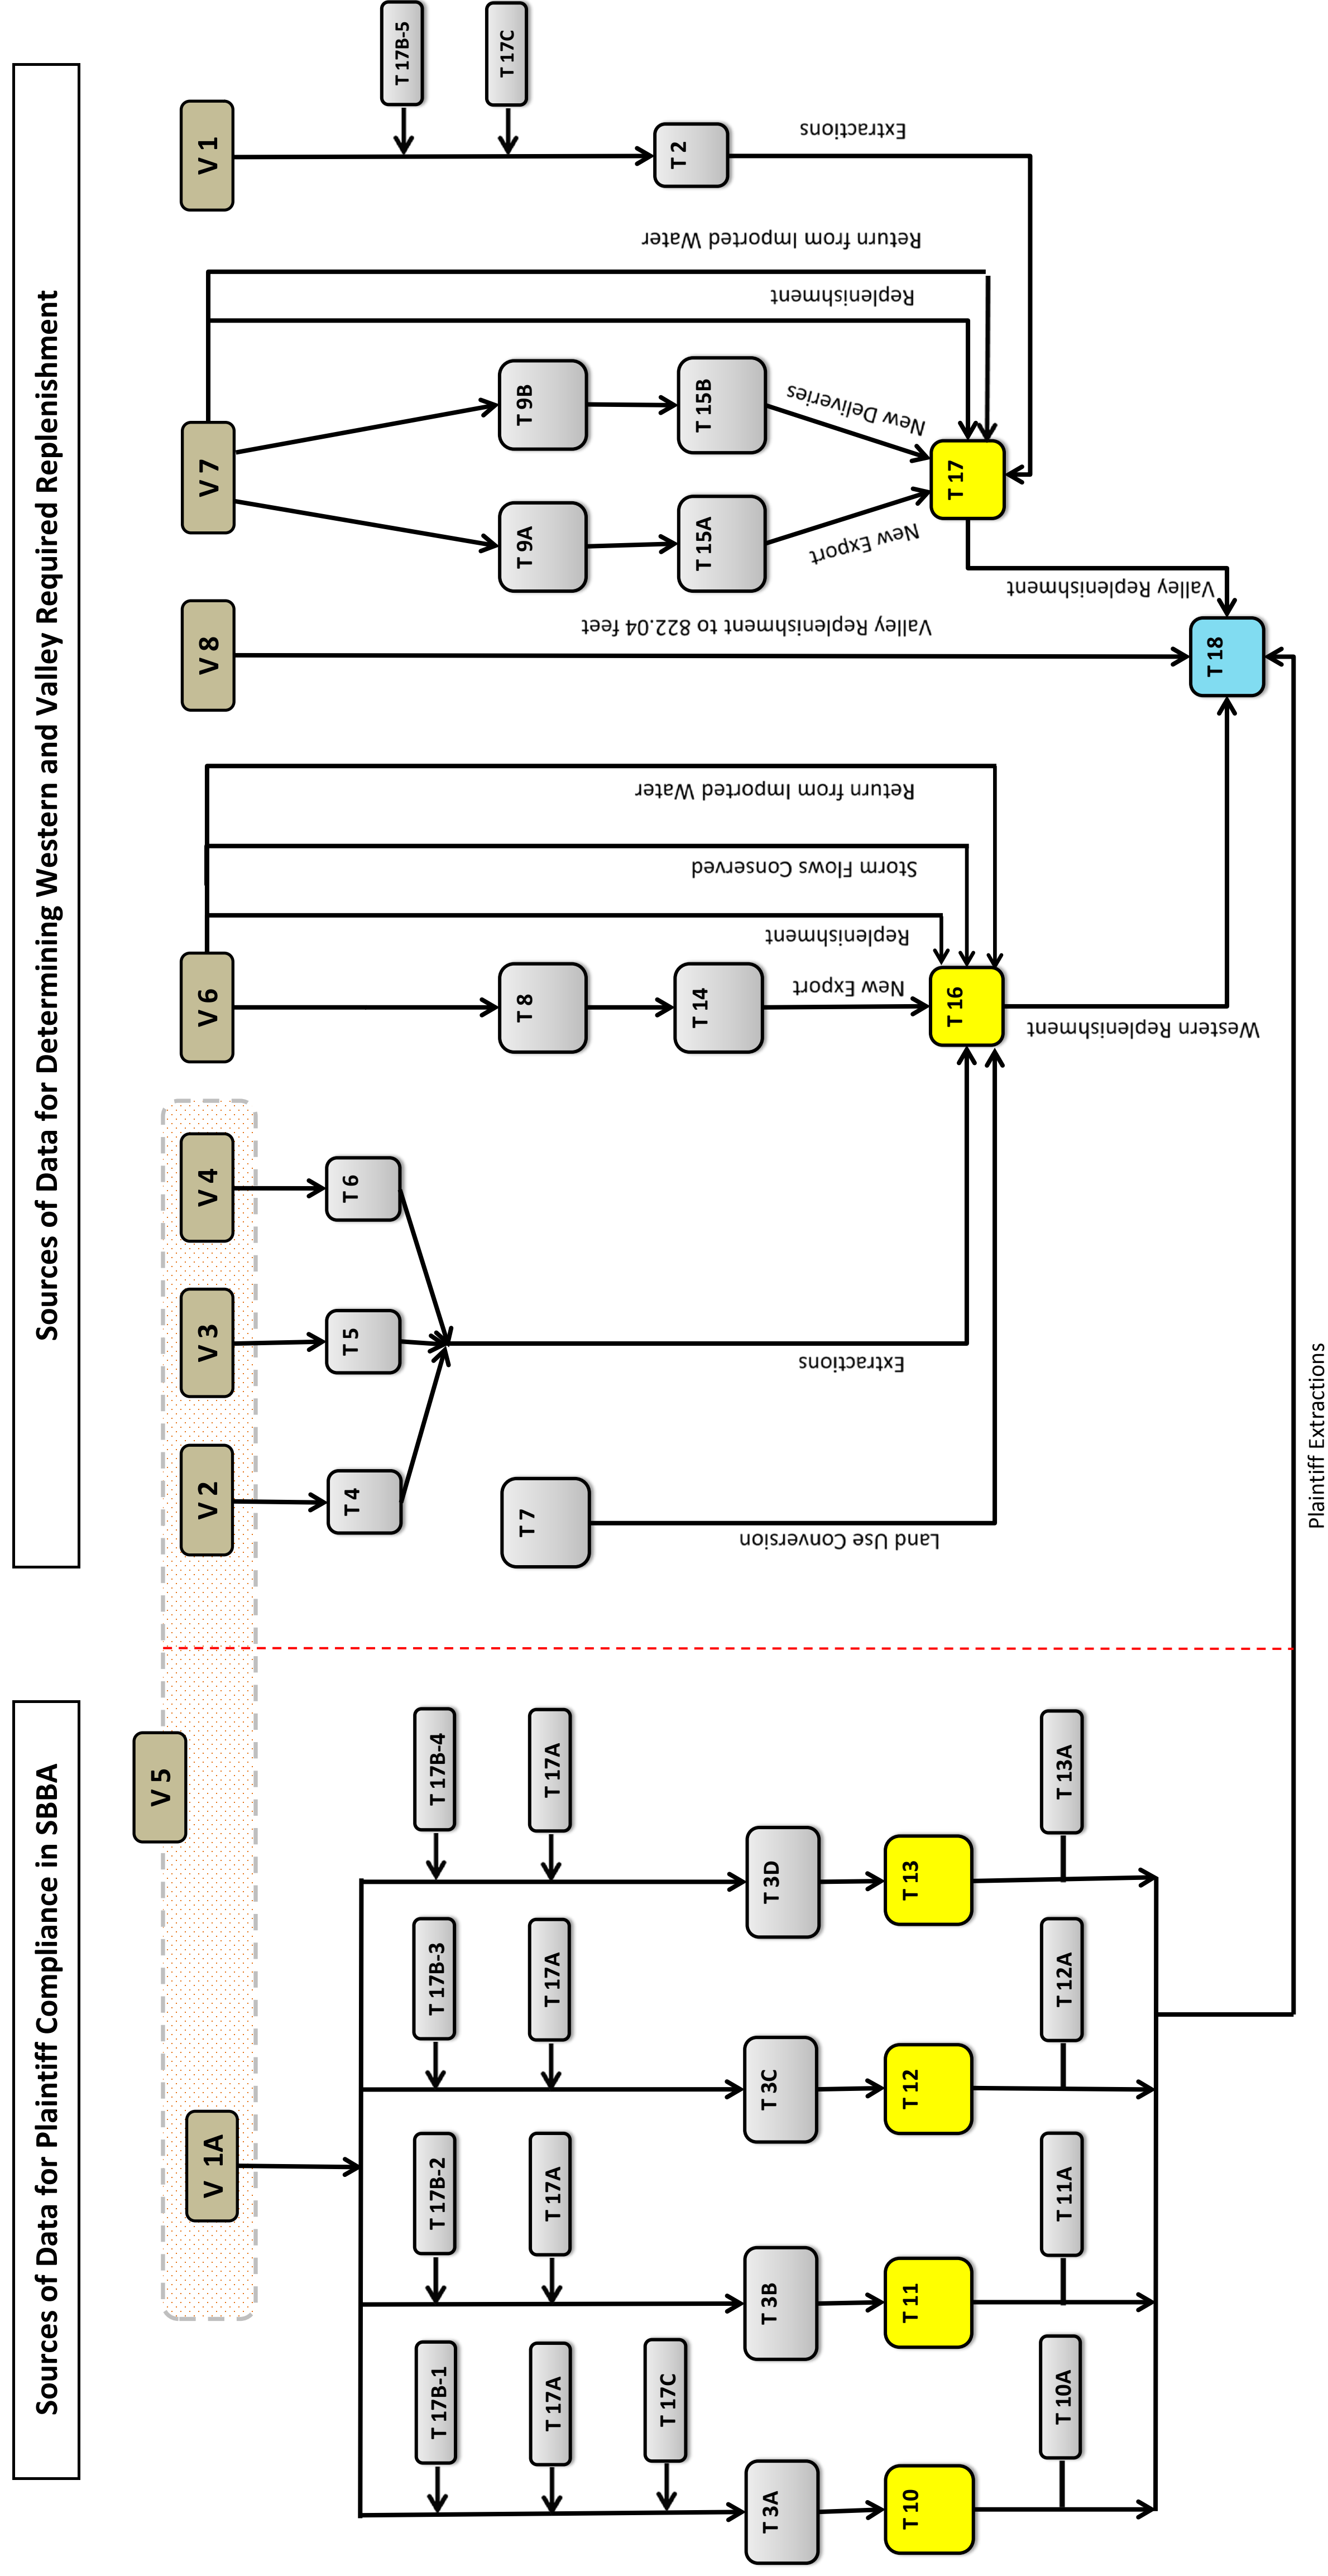 Sources of Data for Plaintiff Compliance in SBBA
Sources of Data for Determining Western and Valley Required Replenishment
V 5
V 1A
V 2
V 3
V 4
V 6
V 8
V 7
V 1
T 17B-1
T 17B-2
T 17B-3
T 17B-4
T 17A
T 17A
T 17A
T 17A
T 17C
T 3A
T 3B
T 3C
T 3D
T 10
T 11
T 12
T 13
T 10A
T 11A
T 12A
T 13A
Plaintiff Extractions
T 4
T 5
T 6
Extractions
T 7
Land Use Conversion
T 8
T 14
New Export
Replenishment
Storm Flows Conserved
Return from Imported Water
T 16
Western Replenishment
Valley Replenishment to 822.04 feet
T 18
T 9A
T 9B
T 15A
T 15B
New Export
New Deliveries
Replenishment
Return from Imported Water
T 17
Valley Replenishment
T 17B-5
T 17C
T 2
Extractions